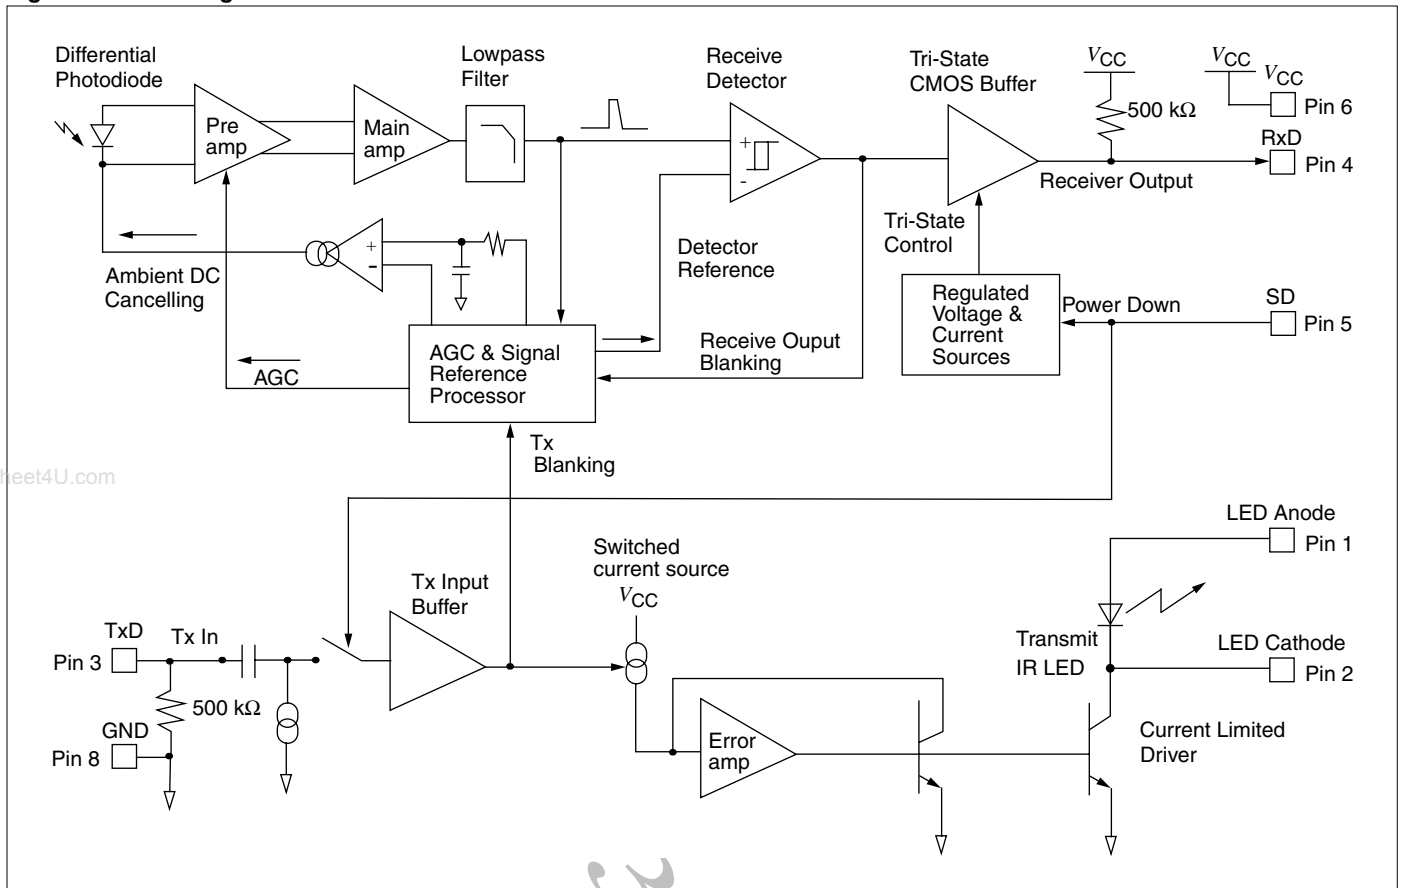 Differential
Photodiode
Lowpass
Filter
Receive
Detector
Tri-State
CMOS Buffer
VCC
VCC
VCC
Pin 6
500 kΩ
RxD
Pin 4
Pre
amp
Main
amp
+
-
Receiver Output
Tri-State
Control
+
-
Detector
Reference
Ambient DC
Cancelling
Regulated
Voltage &
Current
Sources
Power Down
SD
Pin 5
AGC & Signal
Reference
Processor
Receive Ouput
Blanking
AGC
Tx
Blanking
heet4U.com
LED Anode
Pin 1
Switched
current source
VCC
Tx Input
Buffer
TxD
Tx In
Pin 3
Transmit
IR LED
LED Cathode
Pin 2
500 kΩ
GND
Pin 8
Error
amp
Current Limited
Driver